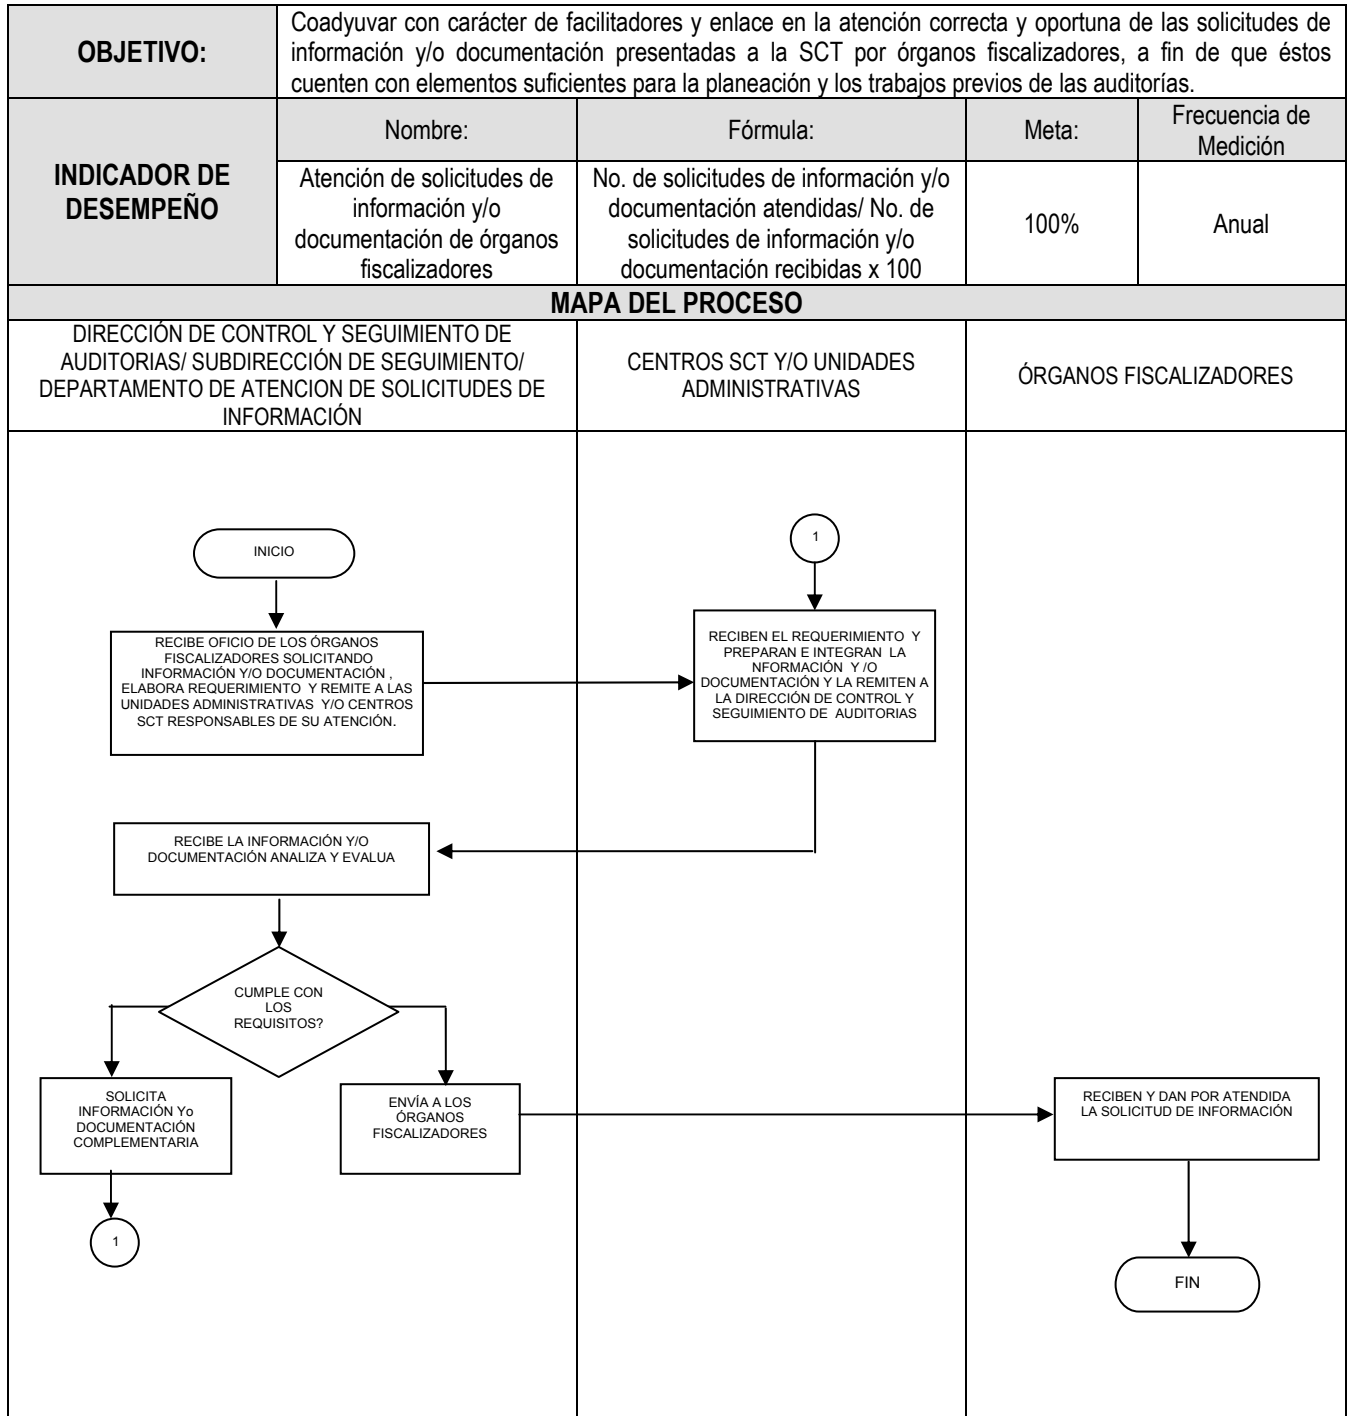 OBJETIVO:
Coadyuvar con carácter de facilitadores y enlace en la atención correcta y oportuna de las solicitudes de
información y/o documentación presentadas a la SCT por órganos fiscalizadores, a fin de que éstos
cuenten con elementos suficientes para la planeación y los trabajos previos de las auditorías.
INDICADOR DE
DESEMPEÑO
Nombre:
Fórmula:
Meta:
Frecuencia de
Medición
Atención de solicitudes de
información y/o
documentación de órganos
fiscalizadores
No. de solicitudes de información y/o
documentación atendidas/ No. de
solicitudes de información y/o
documentación recibidas x 100
100%
Anual
MAPA DEL PROCESO
DIRECCIÓN DE CONTROL Y SEGUIMIENTO DE
AUDITORIAS/ SUBDIRECCIÓN DE SEGUIMIENTO/
DEPARTAMENTO DE ATENCION DE SOLICITUDES DE
INFORMACIÓN
CENTROS SCT Y/O UNIDADES
ADMINISTRATIVAS
ÓRGANOS FISCALIZADORES
INICIO
1
RECIBE OFICIO DE LOS ÓRGANOS
FISCALIZADORES SOLICITANDO
INFORMACIÓN Y/O DOCUMENTACIÓN ,
ELABORA REQUERIMIENTO Y REMITE A LAS
UNIDADES ADMINISTRATIVAS Y/O CENTROS
SCT RESPONSABLES DE SU ATENCIÓN.
RECIBEN EL REQUERIMIENTO Y
PREPARAN E INTEGRAN LA
NFORMACIÓN Y /O
DOCUMENTACIÓN Y LA REMITEN A
LA DIRECCIÓN DE CONTROL Y
SEGUIMIENTO DE AUDITORIAS
RECIBE LA INFORMACIÓN Y/O
DOCUMENTACIÓN ANALIZA Y EVALUA
CUMPLE CON
LOS
REQUISITOS?
SOLICITA
INFORMACIÓN Yo
DOCUMENTACIÓN
COMPLEMENTARIA
ENVÍA A LOS
ÓRGANOS
FISCALIZADORES
RECIBEN Y DAN POR ATENDIDA
LA SOLICITUD DE INFORMACIÓN
1
FIN